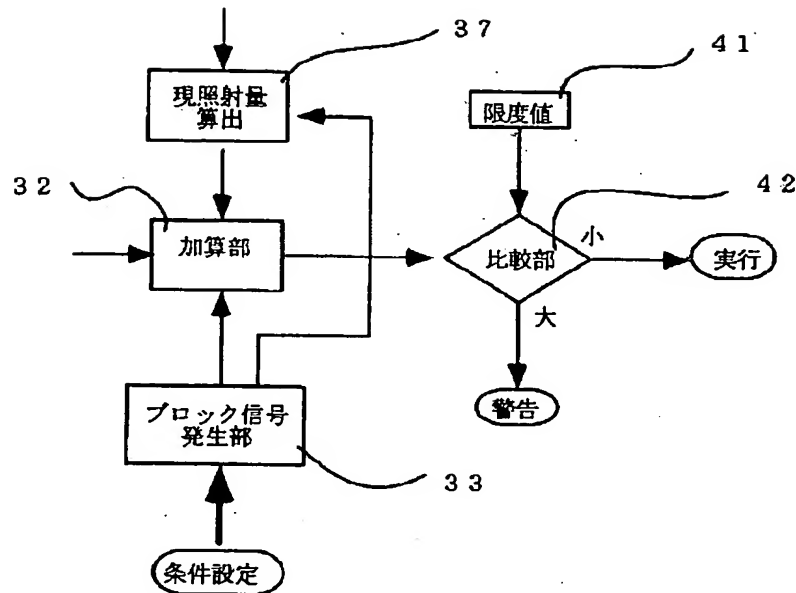 37
現照射量
算出
41
限度値
32
加算部
42
比較部
小
実行
大
警告
ブロック信号
発生部
33
条件設定